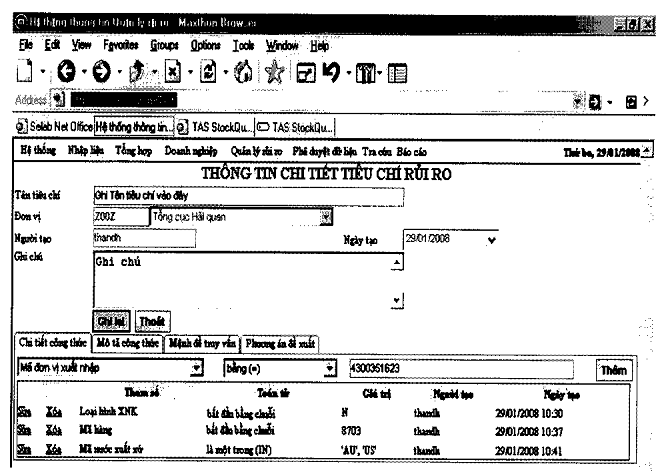 Hệ thống thông tin Quản lý rủi ro - Maxthon Browser
File Edit View Favorites Groups Options Tools Window Help
Address
Selab Net Office Hệ thống thông tin... TAS StockQu... TAS StockQu...
Hệ thống Nhập liệu Tổng hợp Doanh nghiệp Quản lý rủi ro Phê duyệt dữ liệu Tra cứu Báo cáo Thứ ba, 29/01/2008
THÔNG TIN CHI TIẾT TIÊU CHÍ RỦI RO
Tên tiêu chí Ghi Tên tiêu chí vào đây
Đơn vị Z00Z Tổng cục Hải quan
Người tạo thandh Ngày tạo 29/01/2008
Ghi chú Ghi chú
Ghi lại Thoát
Chi tiết công thức Mô tả công thức Mệnh đề truy vấn Phương án đề xuất
Mã đơn vị xuất nhập bằng (=) 4300351623 Thêm
Tham số Toán tử Giá trị Người tạo Ngày tạo
Sửa Xóa Loại hình XNK bắt đầu bằng chuỗi N thandh 29/01/2008 10:30
Sửa Xóa Mã hàng bắt đầu bằng chuỗi 8703 thandh 29/01/2008 10:37
Sửa Xóa Mã nước xuất xứ là một trong (IN) 'AU', 'US' thandh 29/01/2008 10:41